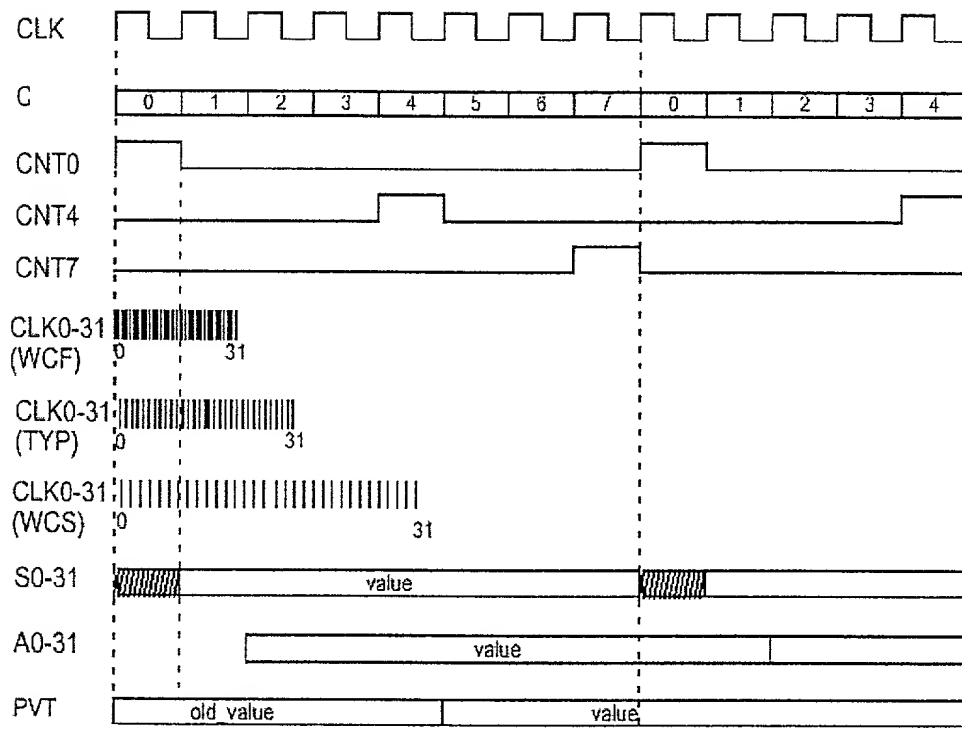 CLK
C 0 1 2 3 4 5 6 7 0 1 2 3 4
CNT0
CNT4
CNT7
CLK0-31
(WCF)
0 31
CLK0-31
(TYP)
0 31
CLK0-31
(WCS)
0 31
S0-31 value
A0-31 value
PVT old value value